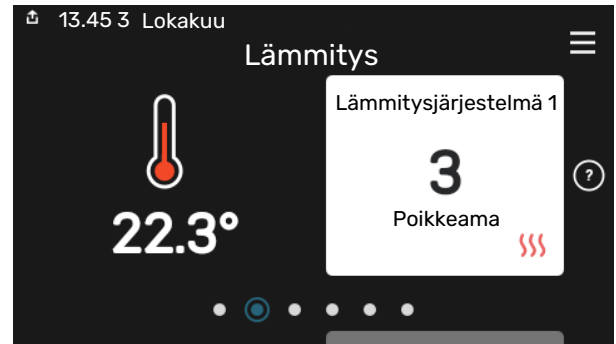 13.45 3 Lokakuu
Lämmitys
Lämmitysjärjestelmä 1
3
Poikkeama
22.3°
?